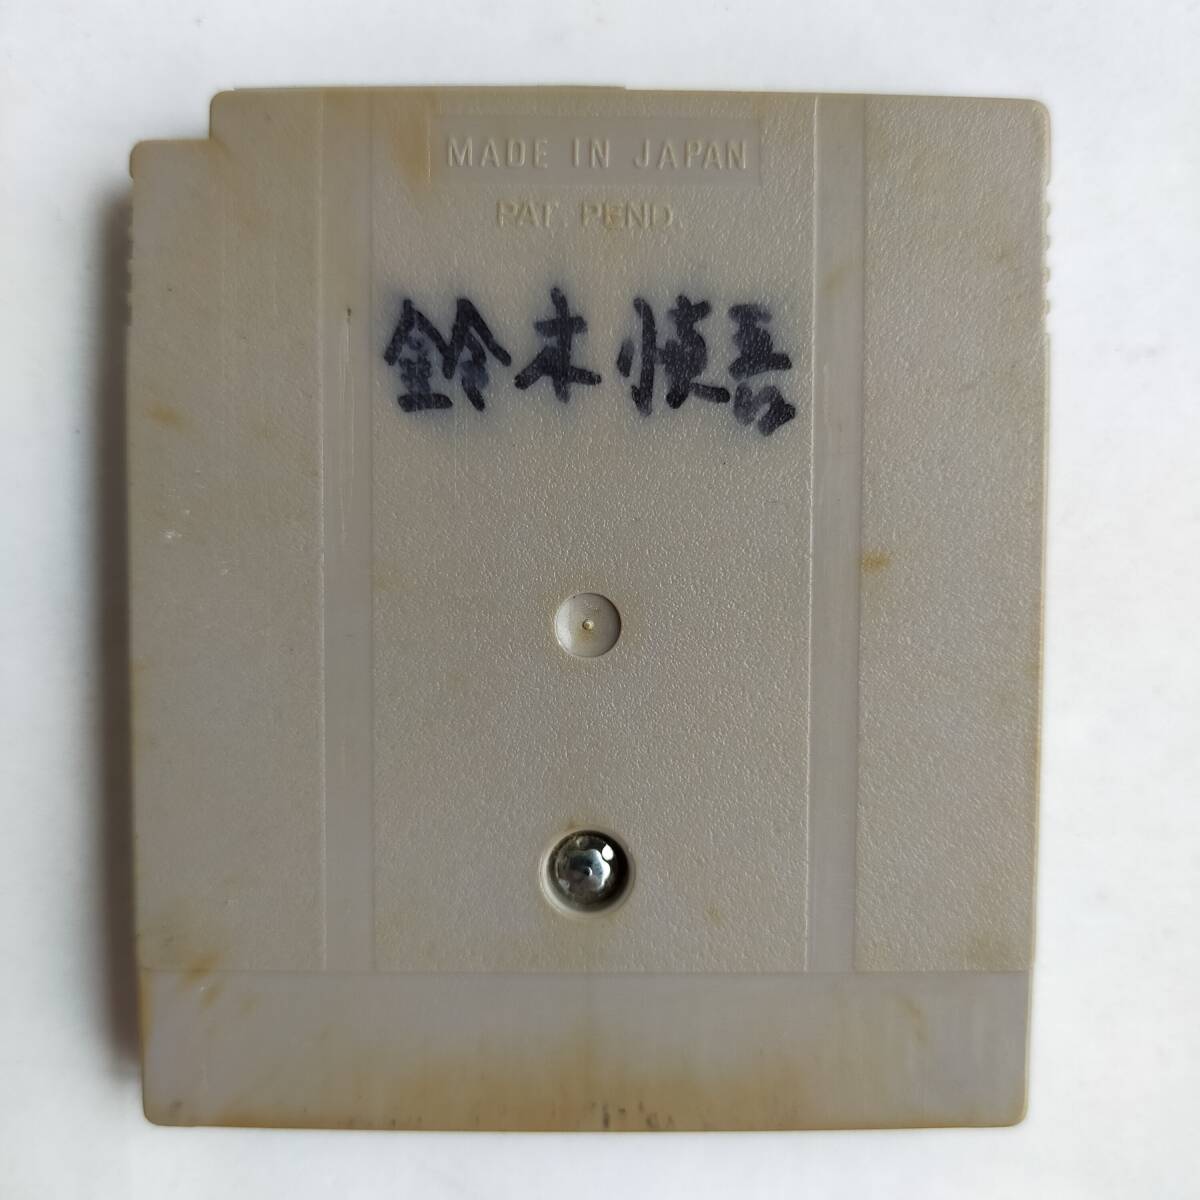 MADE IN JAPAN
PAT. PEND.
鈴木慎吾